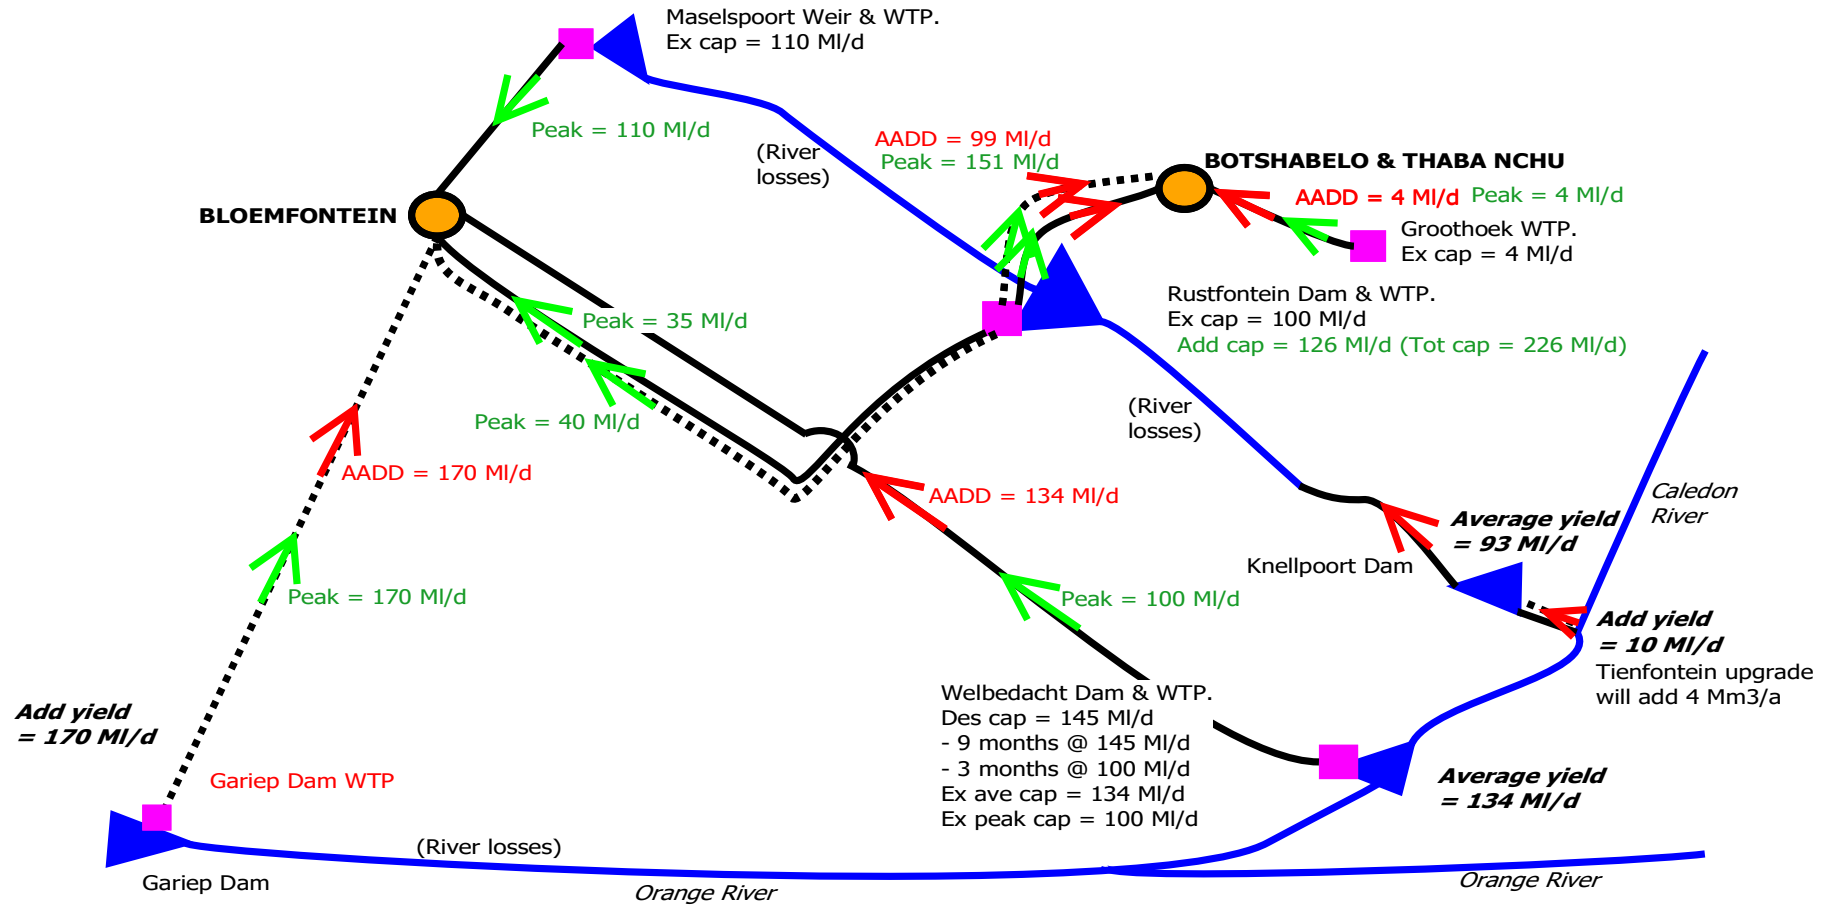 Maselspoort Weir & WTP.
Ex cap = 110 Ml/d
Peak = 110 Ml/d
(River
losses)
AADD = 99 Ml/d
Peak = 151 Ml/d
BOTSHABELO & THABA NCHU
AADD = 4 Ml/d
Peak = 4 Ml/d
Groothoek WTP.
Ex cap = 4 Ml/d
BLOEMFONTEIN
Rustfontein Dam & WTP.
Ex cap = 100 Ml/d
Add cap = 126 Ml/d (Tot cap = 226 Ml/d)
Peak = 35 Ml/d
Peak = 40 Ml/d
(River
losses)
AADD = 170 Ml/d
AADD = 134 Ml/d
Caledon
River
Average yield
= 93 Ml/d
Knellpoort Dam
Peak = 170 Ml/d
Peak = 100 Ml/d
Add yield
= 10 Ml/d
Tienfontein upgrade
will add 4 Mm3/a
Welbedacht Dam & WTP.
Des cap = 145 Ml/d
- 9 months @ 145 Ml/d
- 3 months @ 100 Ml/d
Ex ave cap = 134 Ml/d
Ex peak cap = 100 Ml/d
Add yield
= 170 Ml/d
Gariep Dam WTP
Average yield
= 134 Ml/d
(River losses)
Gariep Dam
Orange River
Orange River